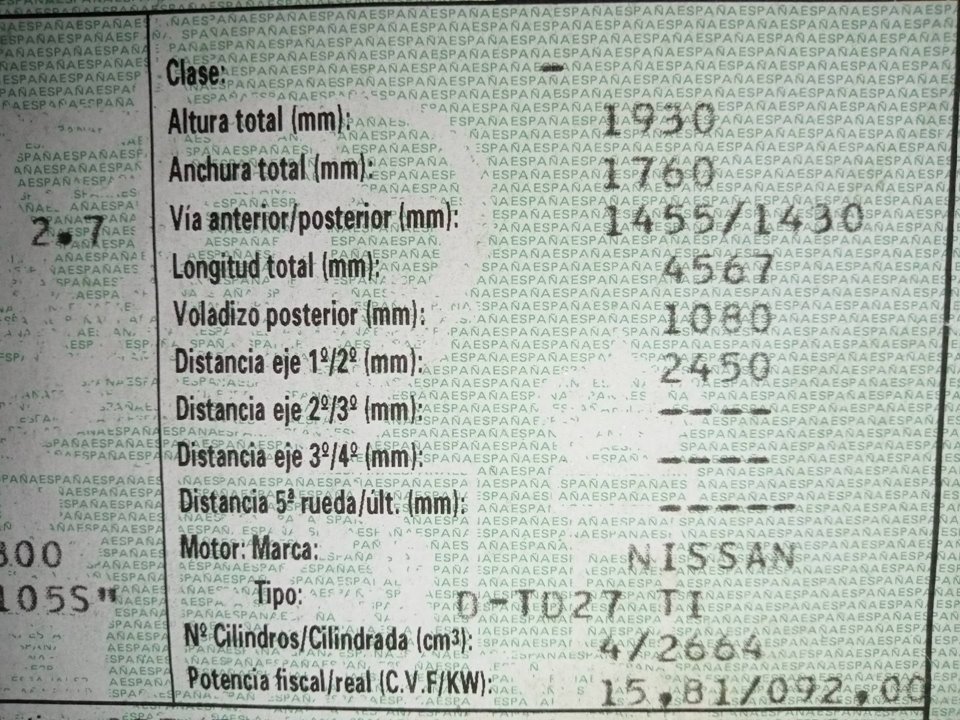 Clase: -
Altura total (mm): 1930
Anchura total (mm): 1760
2.7 Vía anterior/posterior (mm): 1455/1430
Longitud total (mm): 4567
Voladizo posterior (mm): 1080
Distancia eje 1º/2º (mm): 2450
Distancia eje 2º/3º (mm): ----
Distancia eje 3º/4º (mm): ----
Distancia 5ª rueda/últ. (mm): -----
800 Motor: Marca: NISSAN
105S" Tipo: D-TD27 TI
Nº Cilindros/Cilindrada (cm³): 4/2664
Potencia fiscal/real (C.V.F/KW): 15,81/092,00